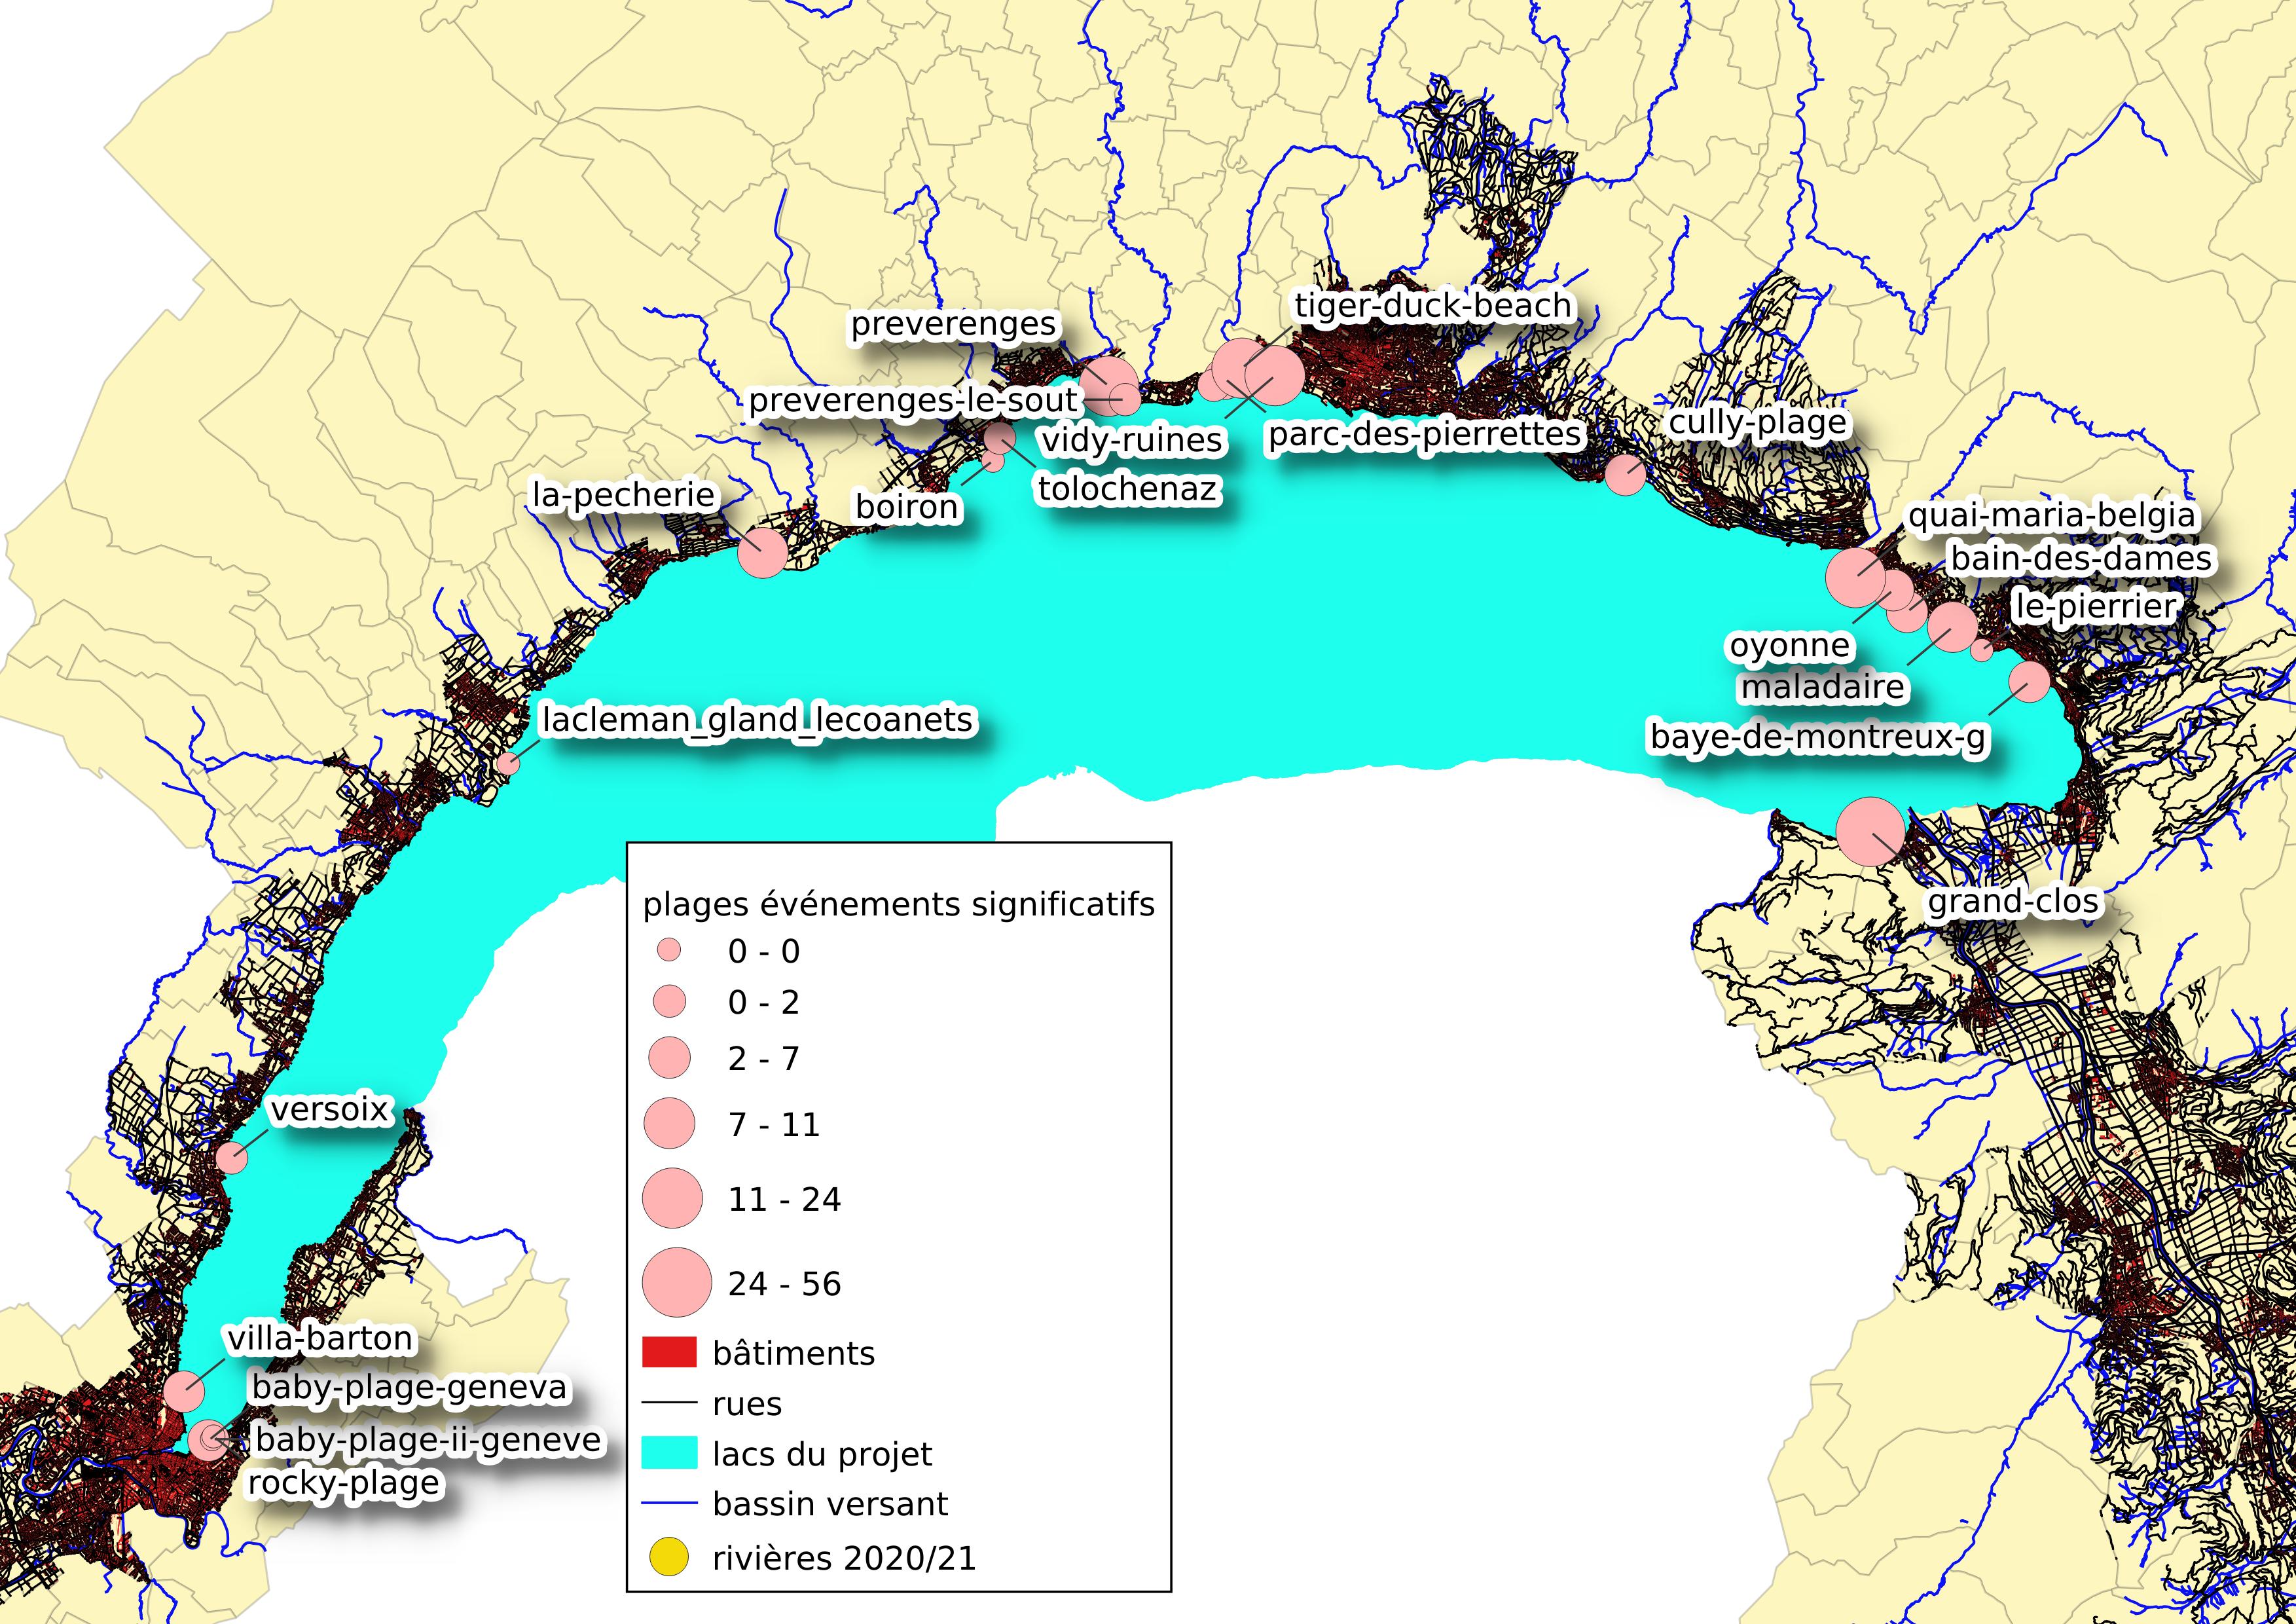 tiger-duck-beach
preverenges
preverenges-le-sout
cully-plage
vidy-ruines
parc-des-pierrettes
la-pecherie
boiron
tolochenaz
quai-maria-belgia
bain-des-dames
le-pierrier
oyonne
maladaire
lacleman_gland_lecoanets
baye-de-montreux-g
grand-clos
versoix
villa-barton
baby-plage-geneva
baby-plage-ii-geneve
rocky-plage
plages événements significatifs
0 - 0
0 - 2
2 - 7
7 - 11
11 - 24
24 - 56
bâtiments
rues
lacs du projet
bassin versant
rivières 2020/21